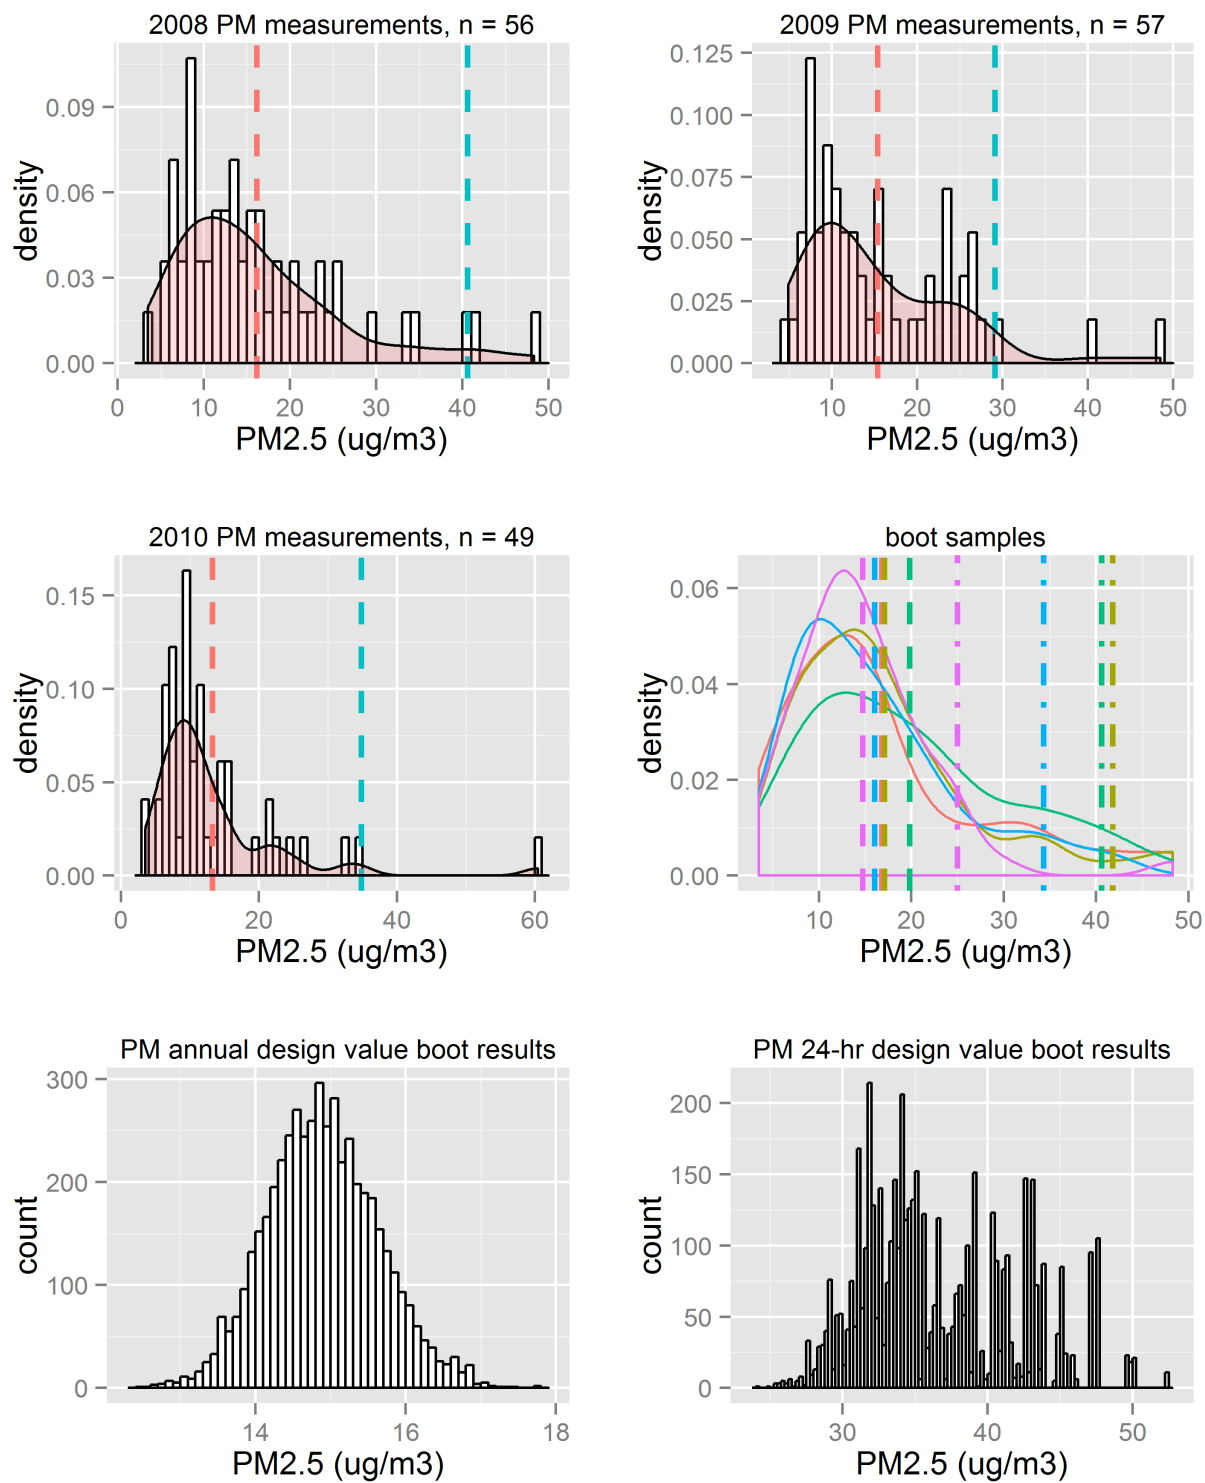 2008 PM measurements, n = 56
density
0.09
0.06
0.03
0.00
0 10 20 30 40 50
PM2.5 (ug/m3)
2009 PM measurements, n = 57
density
0.125
0.100
0.075
0.050
0.025
0.000
10 20 30 40 50
PM2.5 (ug/m3)
2010 PM measurements, n = 49
density
0.15
0.10
0.05
0.00
0 20 40 60
PM2.5 (ug/m3)
boot samples
density
0.06
0.04
0.02
0.00
10 20 30 40 50
PM2.5 (ug/m3)
PM annual design value boot results
count
300
200
100
0
14 16 18
PM2.5 (ug/m3)
PM 24-hr design value boot results
count
200
150
100
50
0
30 40 50
PM2.5 (ug/m3)